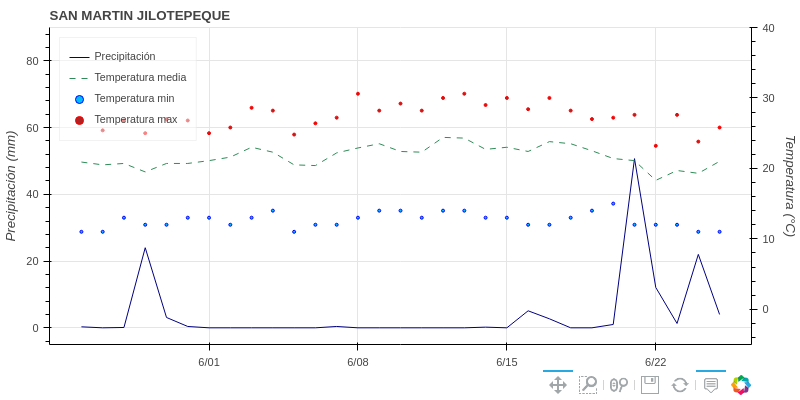 SAN MARTIN JILOTEPEQUE
Precipitación
Temperatura media
Temperatura min
Temperatura max
Precipitación (mm)
80
60
40
20
0
Temperatura (°C)
40
30
20
10
0
6/01
6/08
6/15
6/22